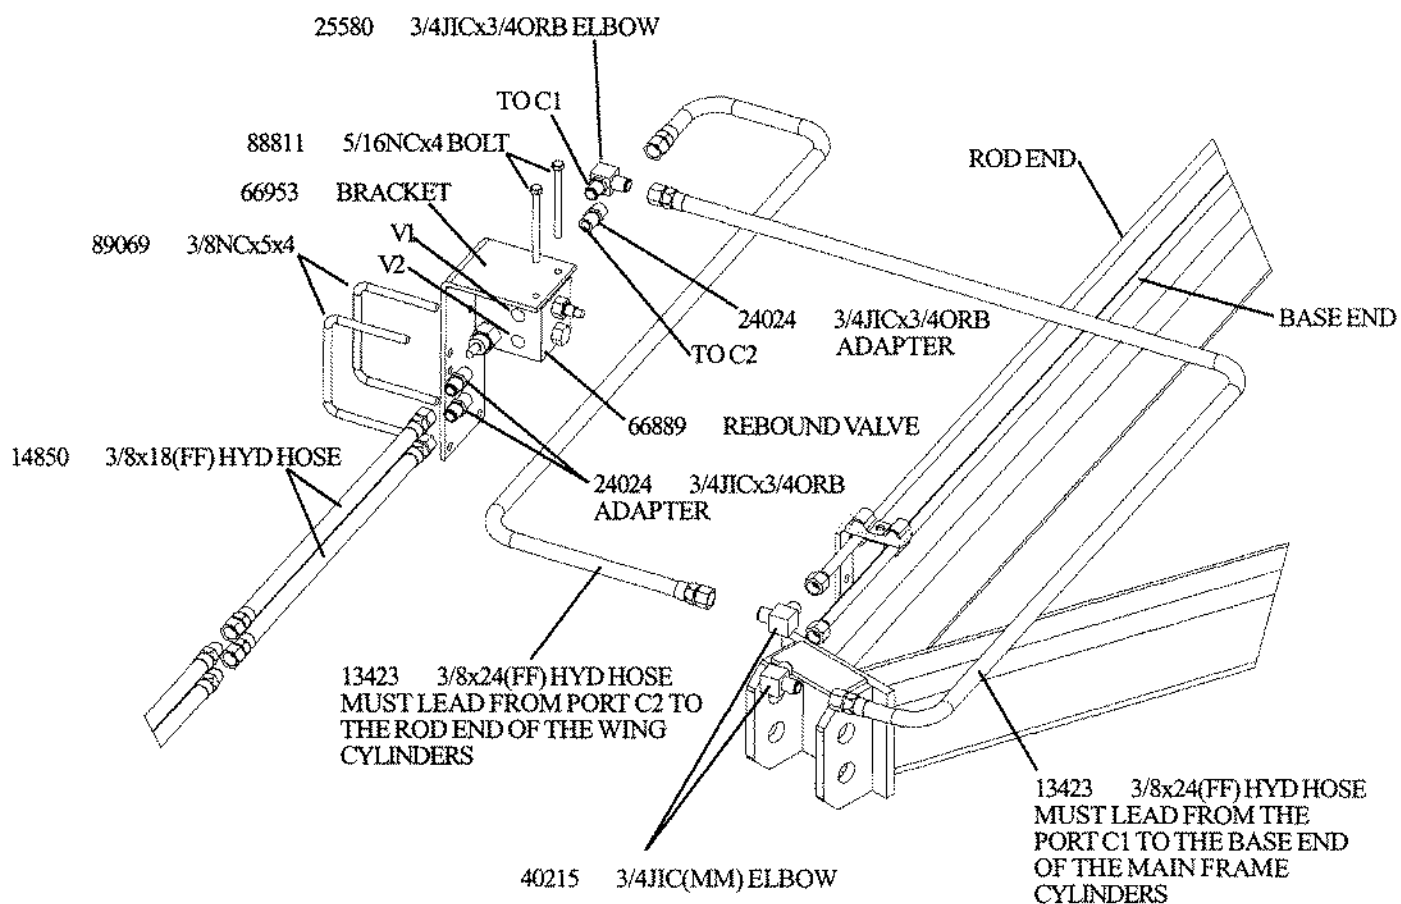 25580 3/4JICx3/4ORB ELBOW
TO C1
88811 5/16NCx4 BOLT
ROD END
66953 BRACKET
V1
89069 3/8NCx5x4
V2
24024 3/4JICx3/4ORB
ADAPTER
BASE END
TO C2
66889 REBOUND VALVE
14850 3/8x18(FF) HYD HOSE
24024 3/4JICx3/4ORB
ADAPTER
13423 3/8x24(FF) HYD HOSE
MUST LEAD FROM PORT C2 TO
THE ROD END OF THE WING
CYLINDERS
13423 3/8x24(FF) HYD HOSE
MUST LEAD FROM THE
PORT C1 TO THE BASE END
OF THE MAIN FRAME
CYLINDERS
40215 3/4JIC(MM) ELBOW